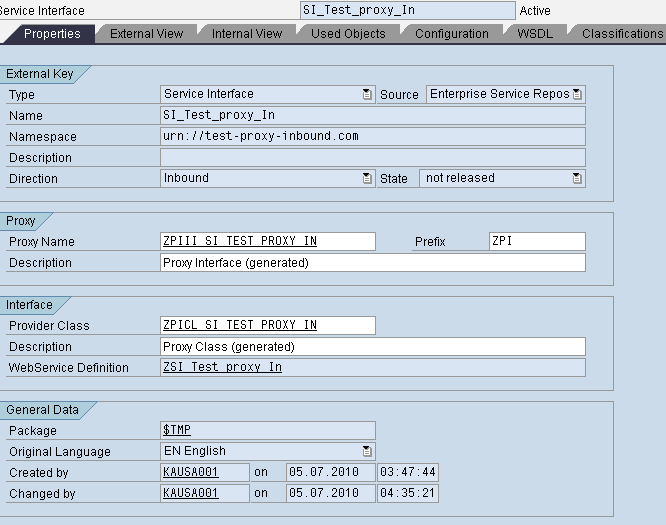 Service Interface SI_Test_proxy_In Active
Properties External View Internal View Used Objects Configuration WSDL Classifications
External Key
Type Service Interface Source Enterprise Service Repos
Name SI_Test_proxy_In
Namespace urn://test-proxy-inbound.com
Description
Direction Inbound State not released
Proxy
Proxy Name ZPIII_SI_TEST_PROXY_IN Prefix ZPI
Description Proxy Interface (generated)
Interface
Provider Class ZPICL_SI_TEST_PROXY_IN
Description Proxy Class (generated)
WebService Definition ZSI_Test_proxy_In
General Data
Package $TMP
Original Language EN English
Created by KAUSA001 on 05.07.2010 03:47:44
Changed by KAUSA001 on 05.07.2010 04:35:21